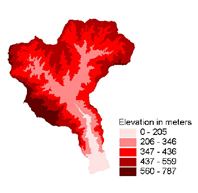 Elevation in meters
0 - 205
206 - 346
347 - 436
437 - 559
560 - 787